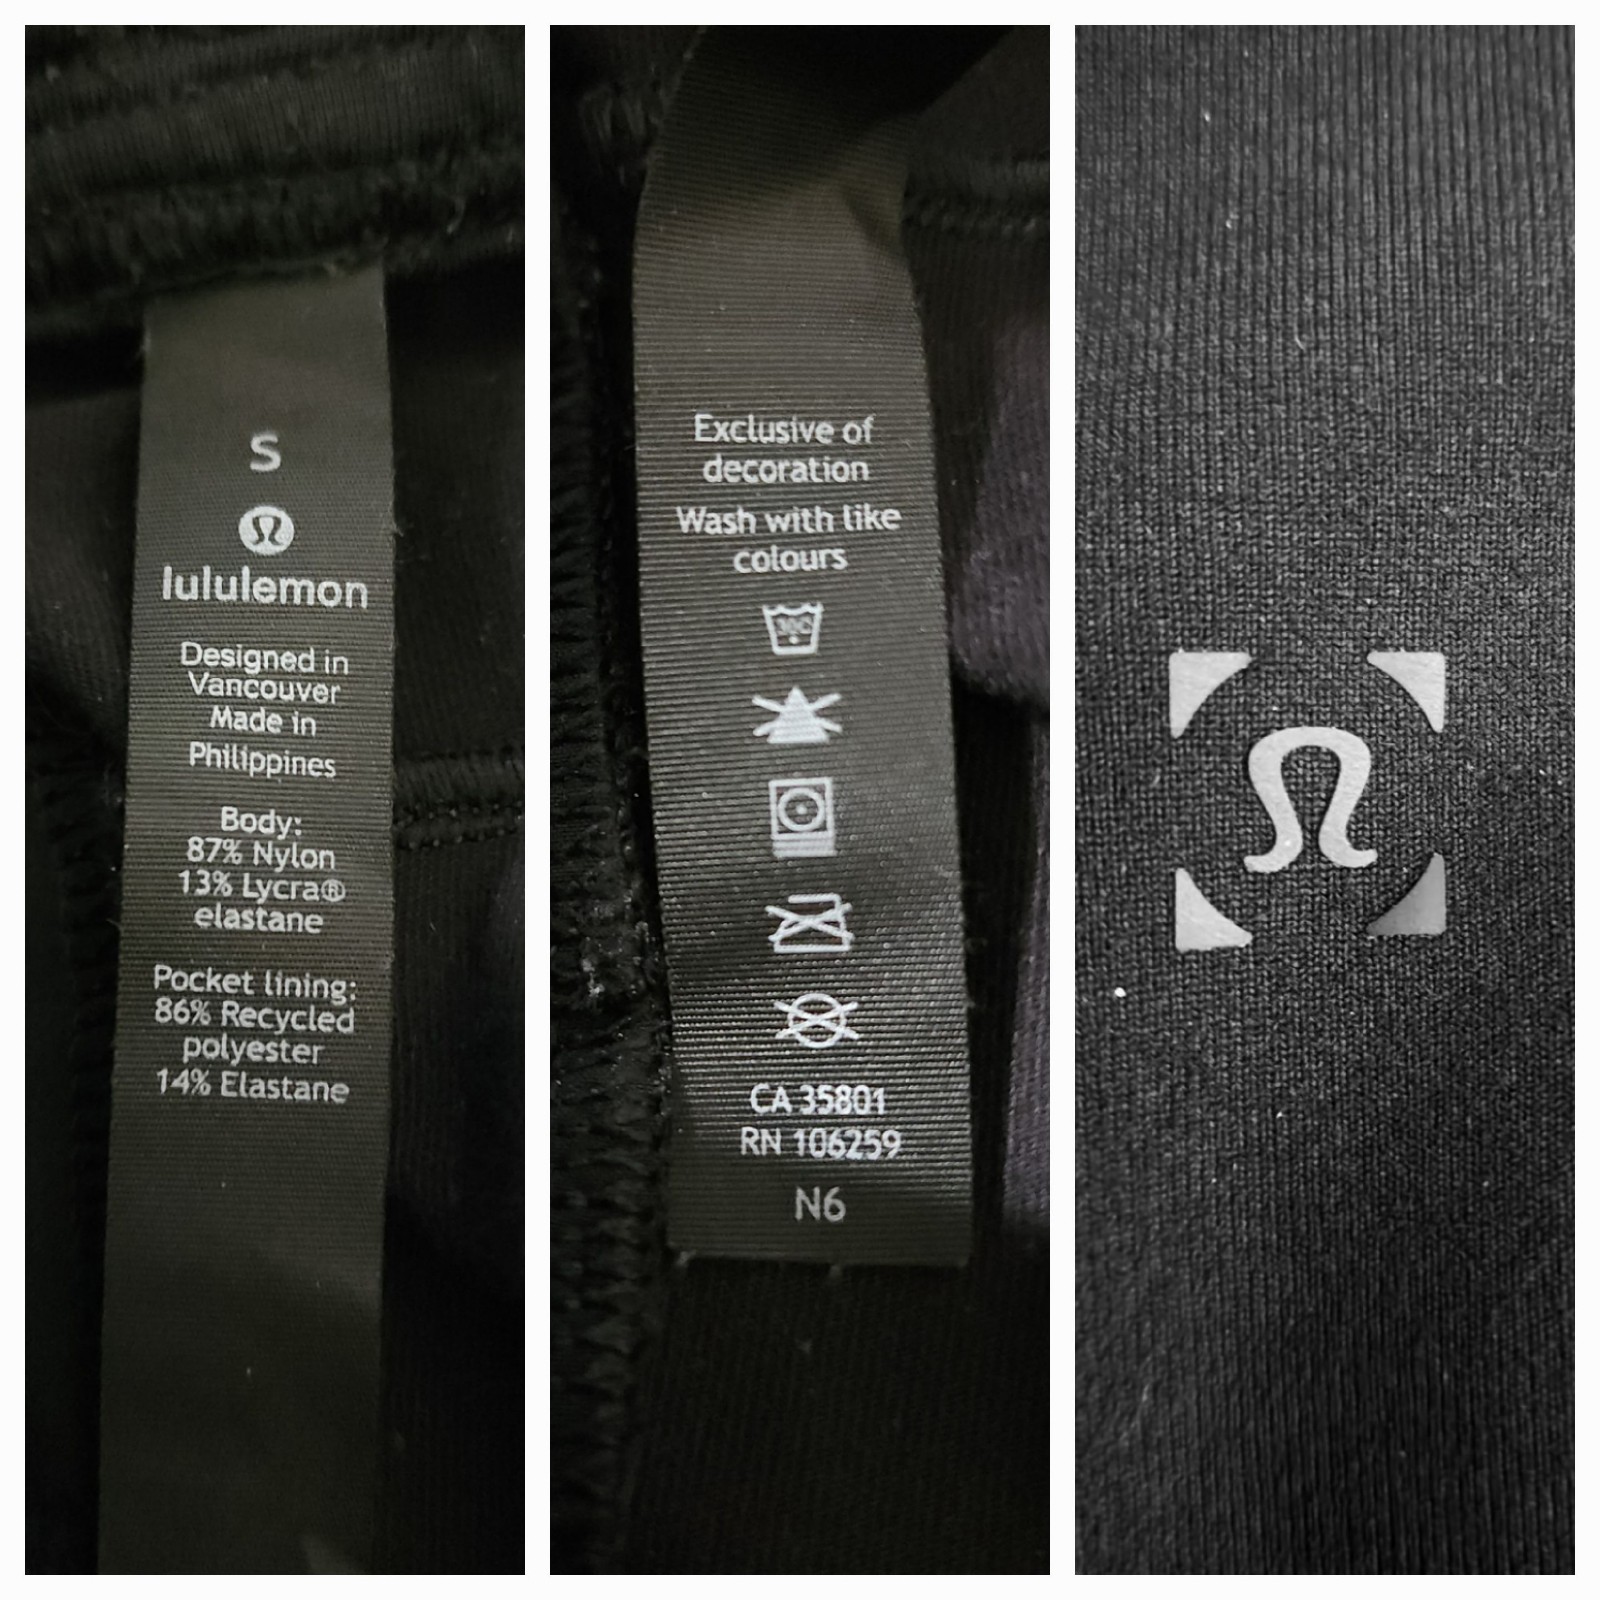 S
lululemon
Designed in
Vancouver
Made in
Philippines
Body:
87% Nylon
13% Lycra®
elastane
Pocket lining:
86% Recycled
polyester
14% Elastane
Exclusive of
decoration
Wash with like
colours
30C
CA 35801
RN 106259
N6